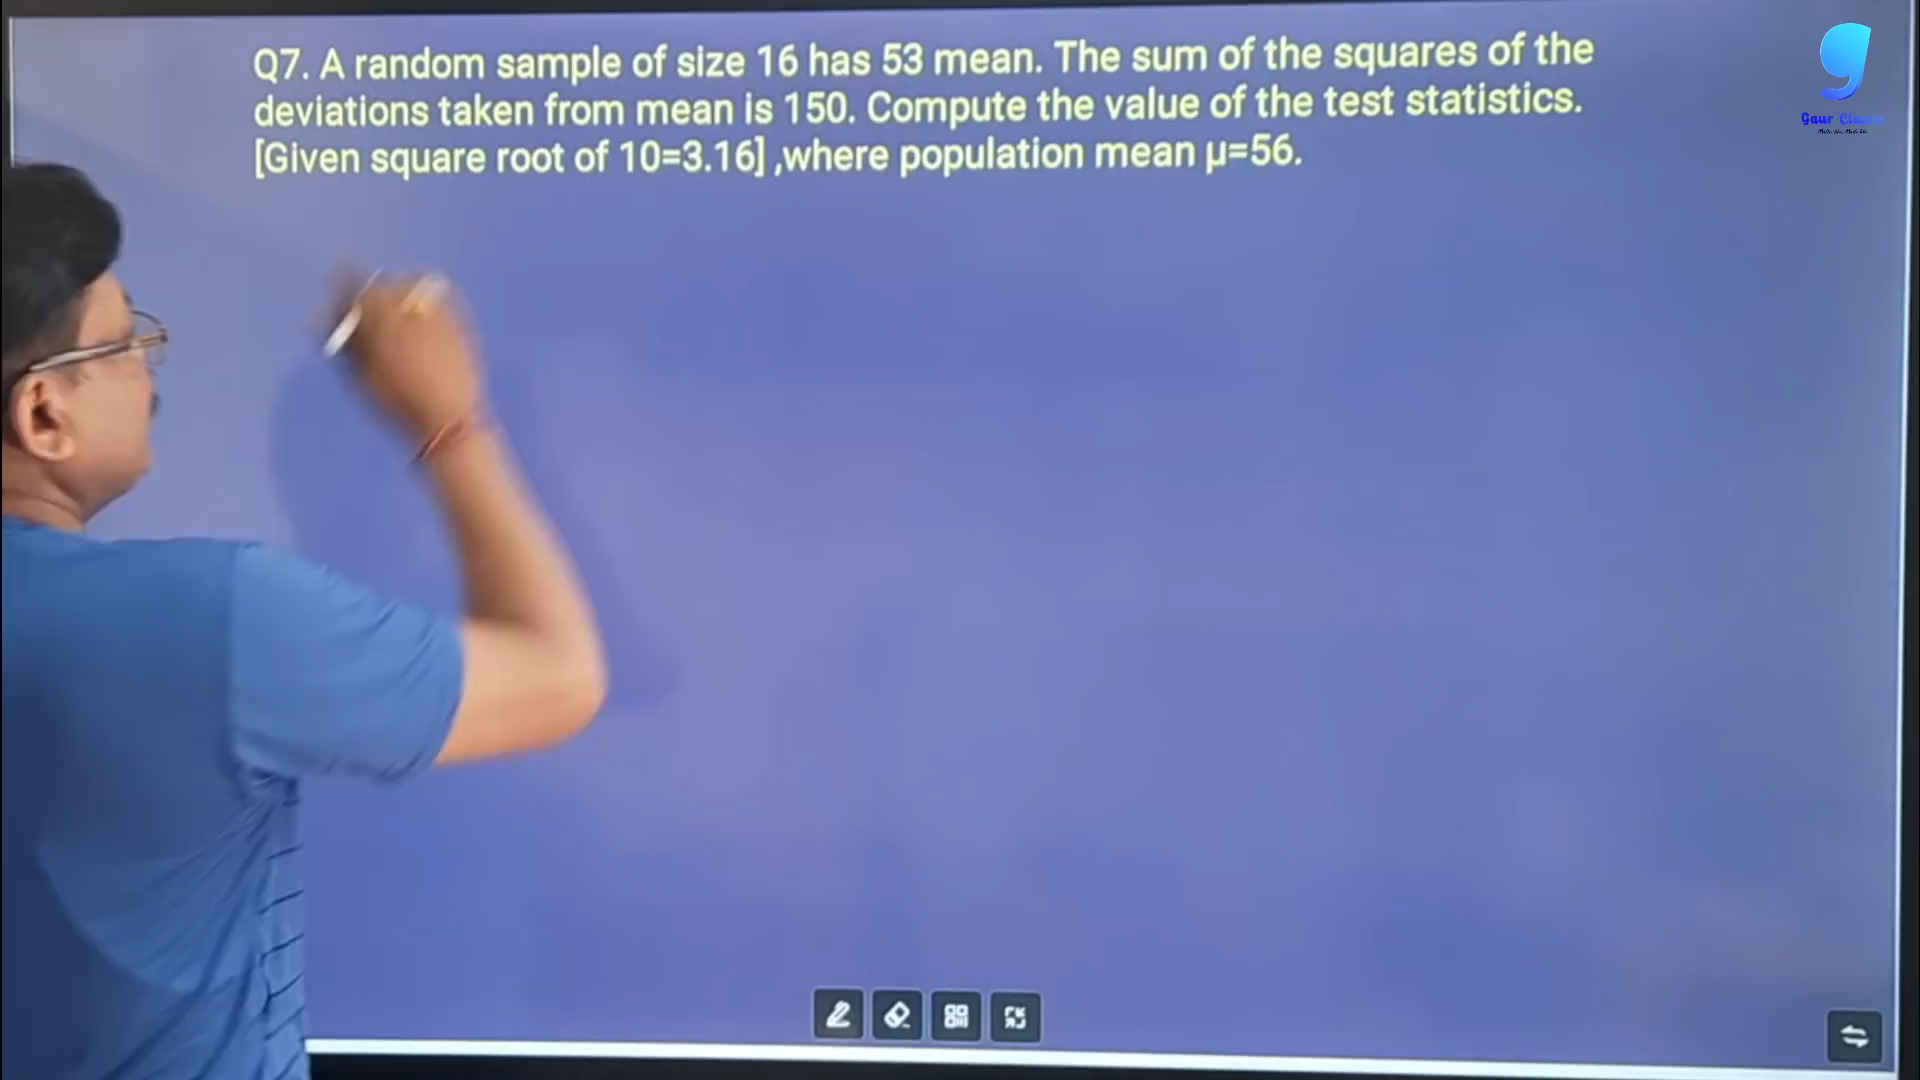 Q7. A random sample of size 16 has 53 mean. The sum of the squares of the
deviations taken from mean is 150. Compute the value of the test statistics.
[Given square root of 10=3.16] ,where population mean μ=56.
Gaur Classes